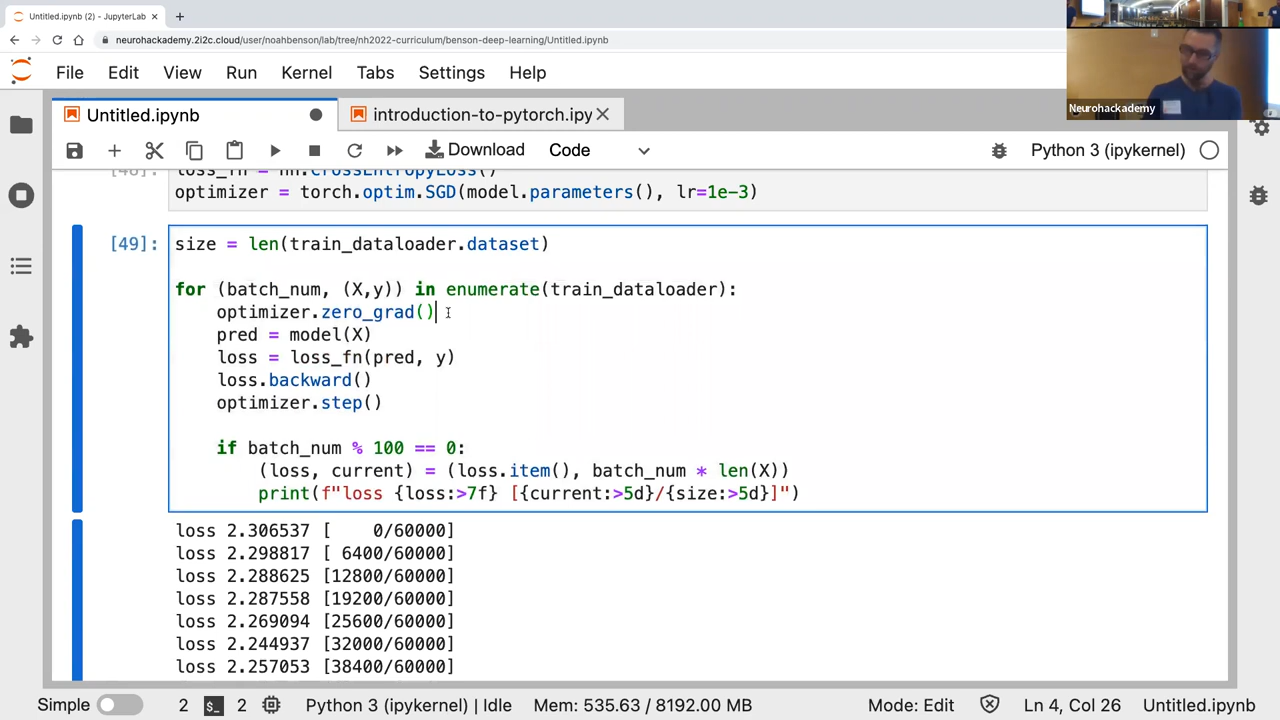 Untitled.ipynb (2) - JupyterLab
neurohackademy.2i2c.cloud/user/noahbenson/lab/tree/nh2022-curriculum/benson-deep-learning/Untitled.ipynb
Neurohackademy
File Edit View Run Kernel Tabs Settings Help
Untitled.ipynb introduction-to-pytorch.ipy
Download Code Python 3 (ipykernel)
[48]: loss_fn = nn.CrossEntropyLoss()
optimizer = torch.optim.SGD(model.parameters(), lr=1e-3)
[49]: size = len(train_dataloader.dataset)
for (batch_num, (X,y)) in enumerate(train_dataloader):
optimizer.zero_grad()
pred = model(X)
loss = loss_fn(pred, y)
loss.backward()
optimizer.step()
if batch_num % 100 == 0:
(loss, current) = (loss.item(), batch_num * len(X))
print(f"loss {loss:>7f} [{current:>5d}/{size:>5d}]")
loss 2.306537 [    0/60000]
loss 2.298817 [ 6400/60000]
loss 2.288625 [12800/60000]
loss 2.287558 [19200/60000]
loss 2.269094 [25600/60000]
loss 2.244937 [32000/60000]
loss 2.257053 [38400/60000]
Simple 2 $_ 2 Python 3 (ipykernel) | Idle Mem: 535.63 / 8192.00 MB Mode: Edit Ln 4, Col 26 Untitled.ipynb